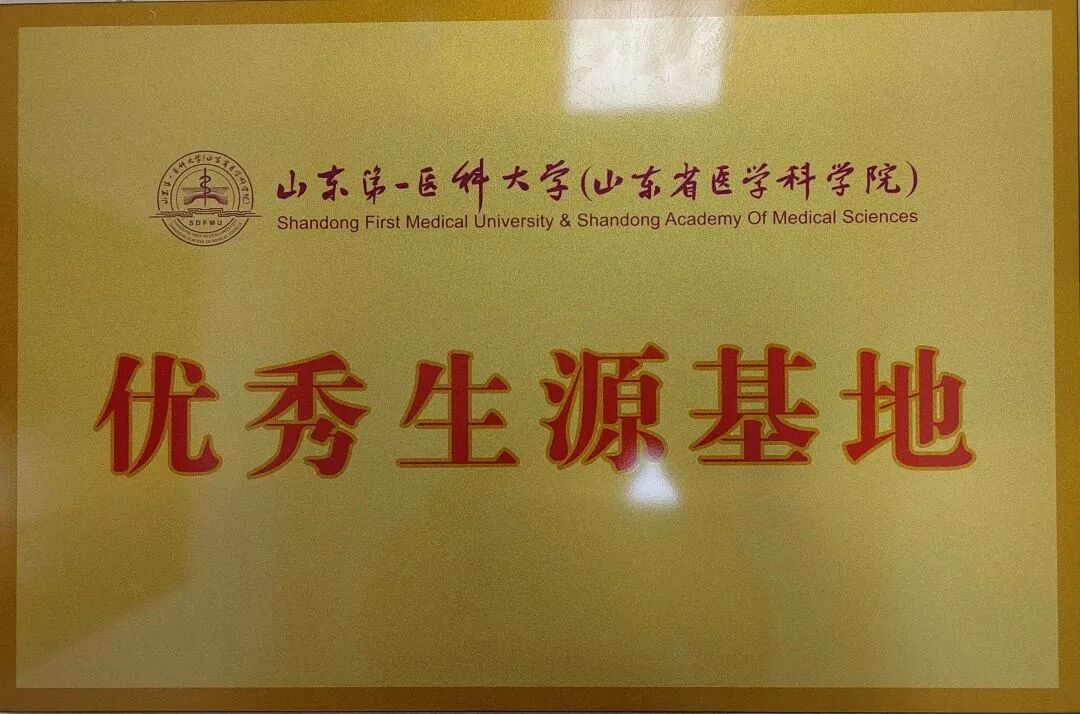 山东第一医科大学(山东省医学科学院)
Shandong First Medical University & Shandong Academy Of Medical Sciences
SDFMU
优秀生源基地